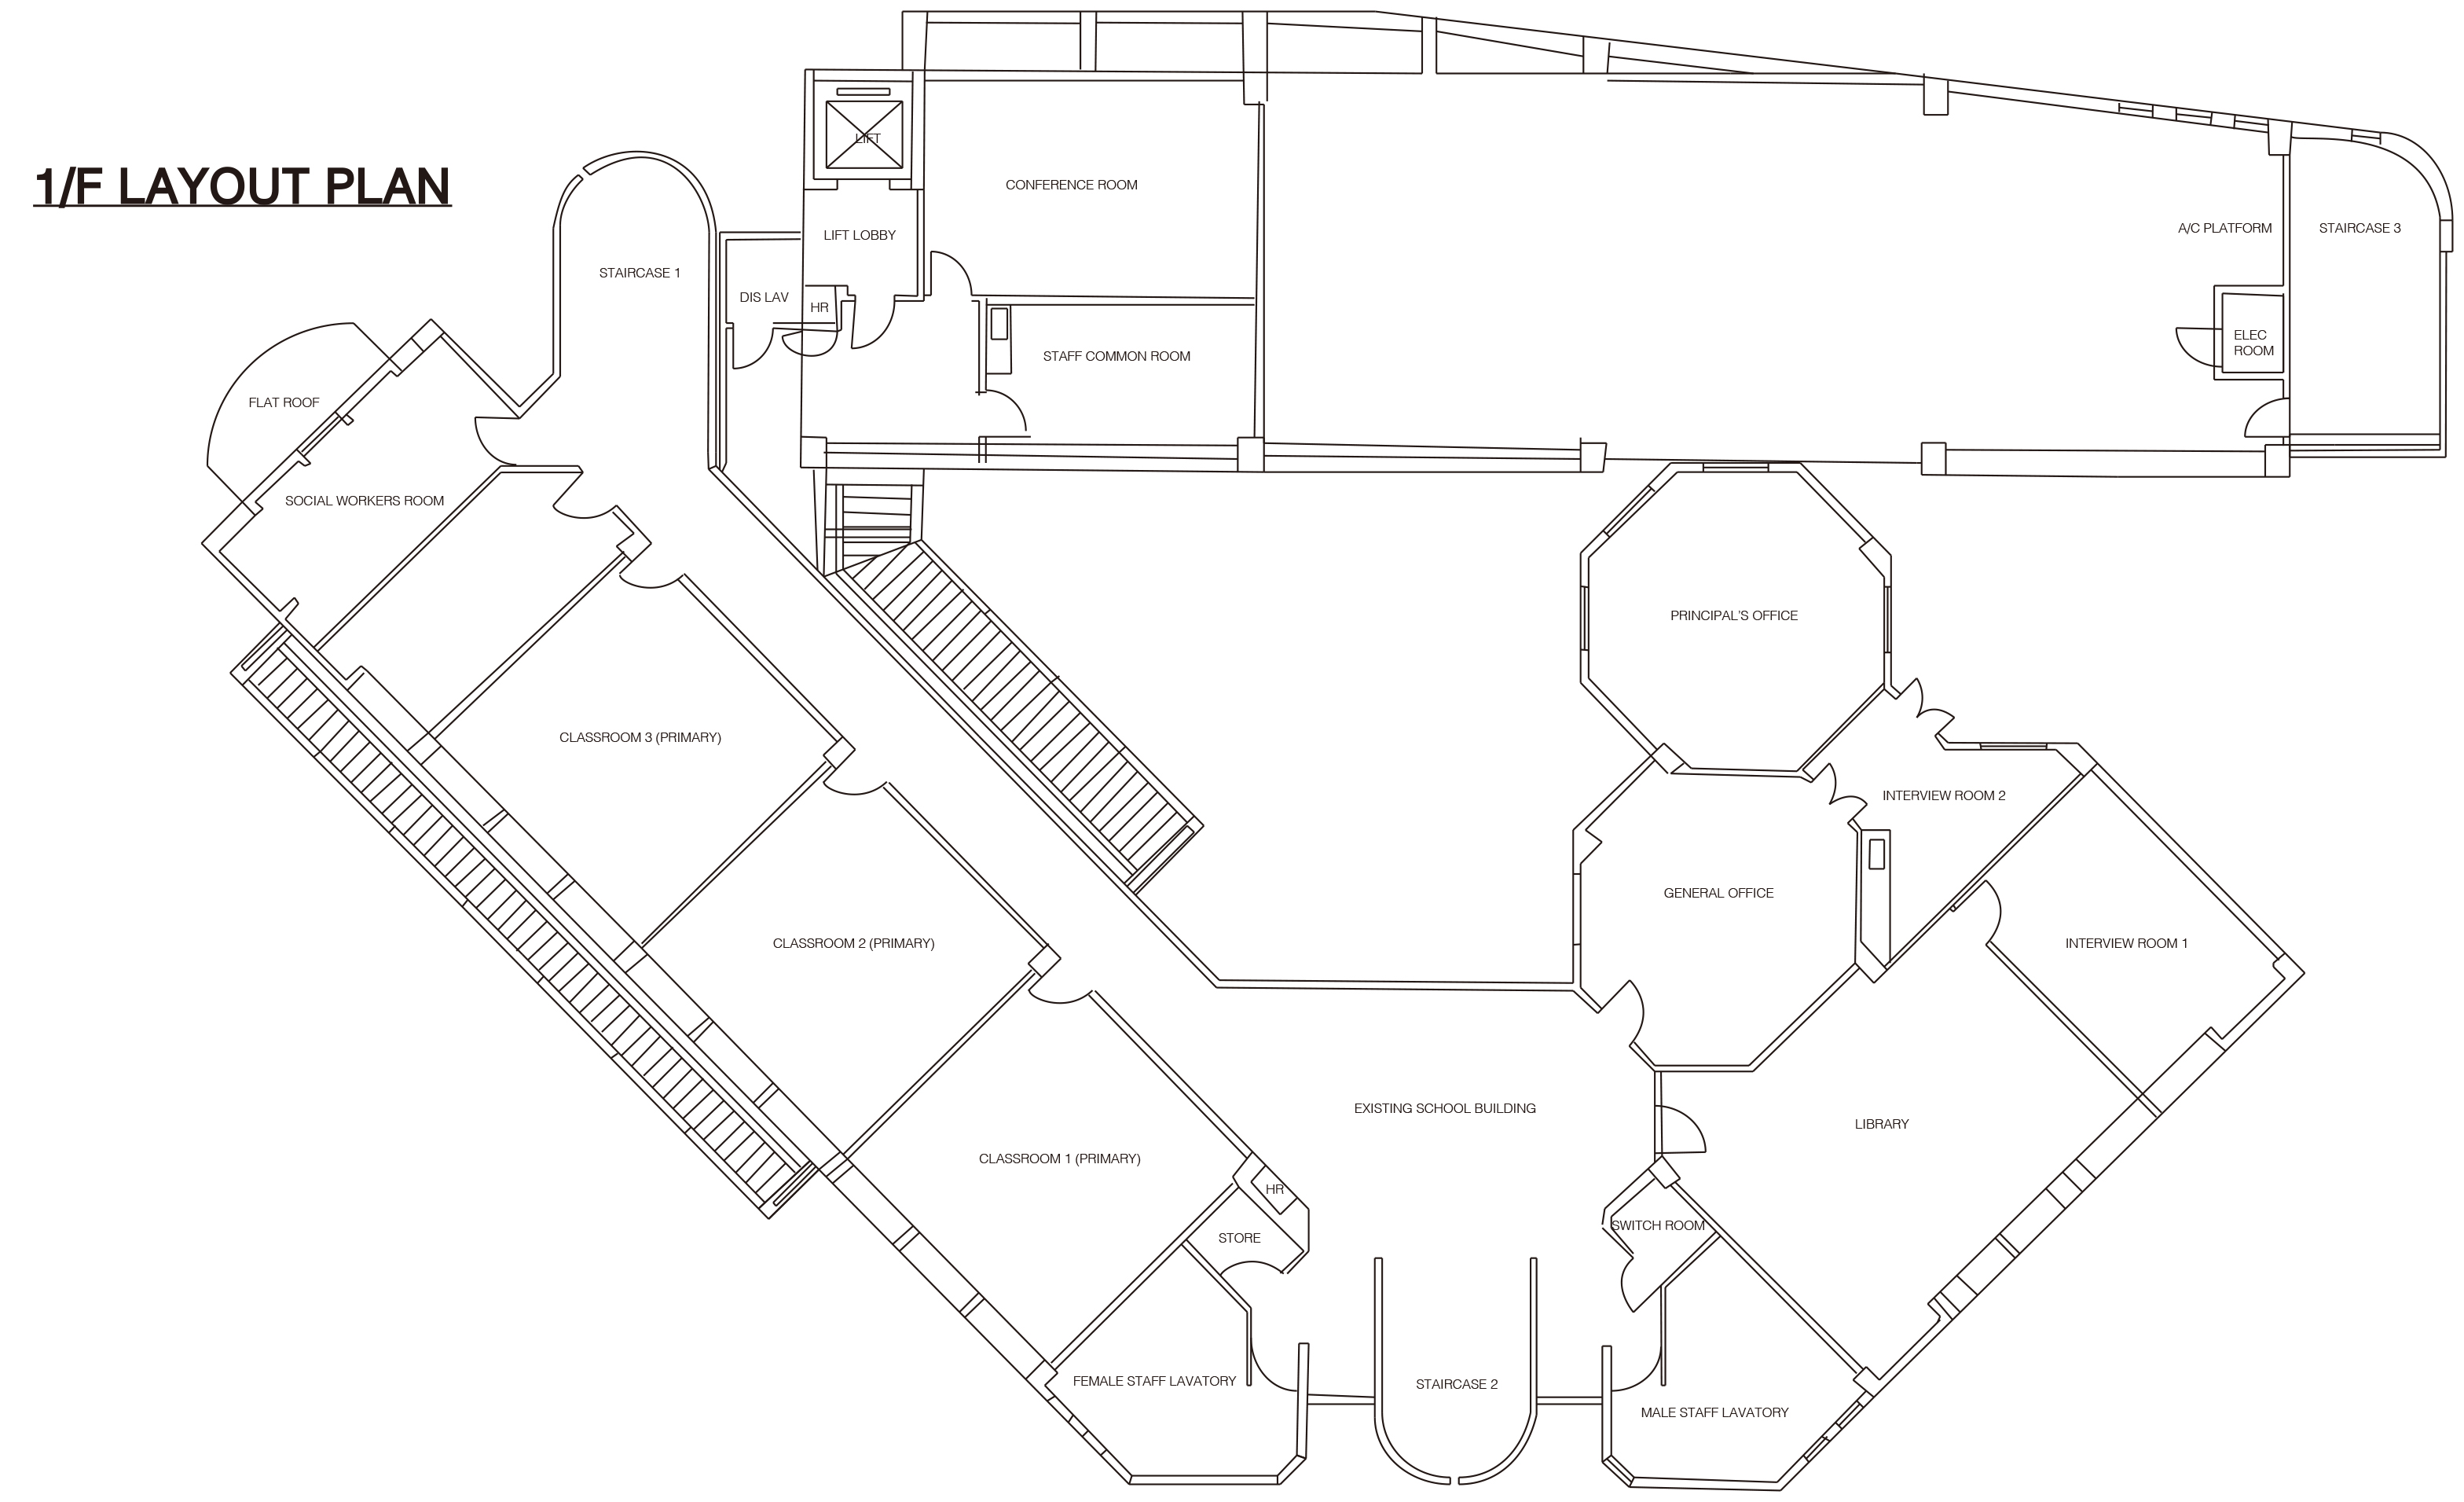 1/F LAYOUT PLAN
LIFT
CONFERENCE ROOM
LIFT LOBBY
A/C PLATFORM
STAIRCASE 3
STAIRCASE 1
DIS LAV
HR
ELEC
ROOM
STAFF COMMON ROOM
FLAT ROOF
SOCIAL WORKERS ROOM
PRINCIPAL'S OFFICE
CLASSROOM 3 (PRIMARY)
INTERVIEW ROOM 2
GENERAL OFFICE
CLASSROOM 2 (PRIMARY)
INTERVIEW ROOM 1
EXISTING SCHOOL BUILDING
LIBRARY
CLASSROOM 1 (PRIMARY)
HR
SWITCH ROOM
STORE
FEMALE STAFF LAVATORY
STAIRCASE 2
MALE STAFF LAVATORY